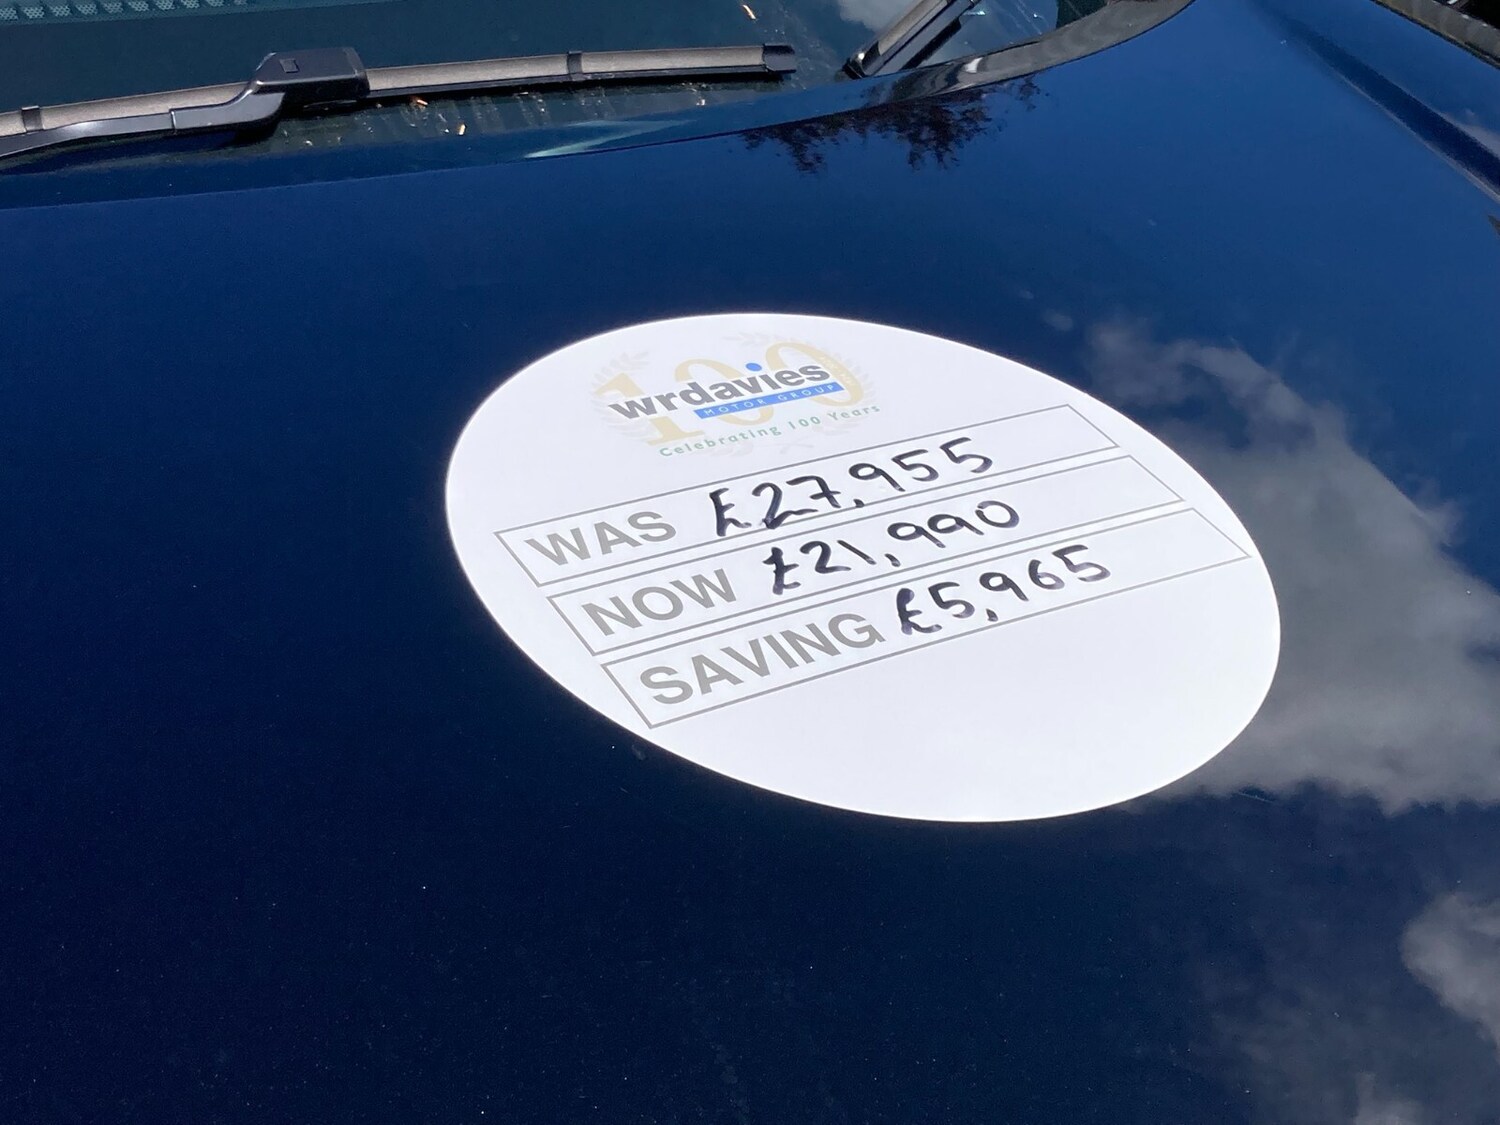 100
wrdavies
MOTOR GROUP
Celebrating 100 Years
WAS £27,955
NOW £21,990
SAVING £5,965